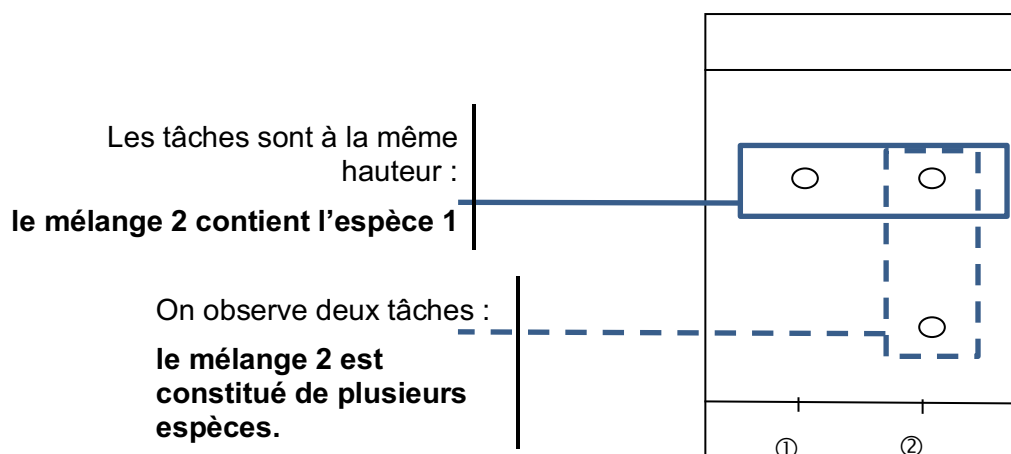 Les tâches sont à la même
hauteur :
le mélange 2 contient l’espèce 1
On observe deux tâches :
le mélange 2 est
constitué de plusieurs
espèces.
① ②